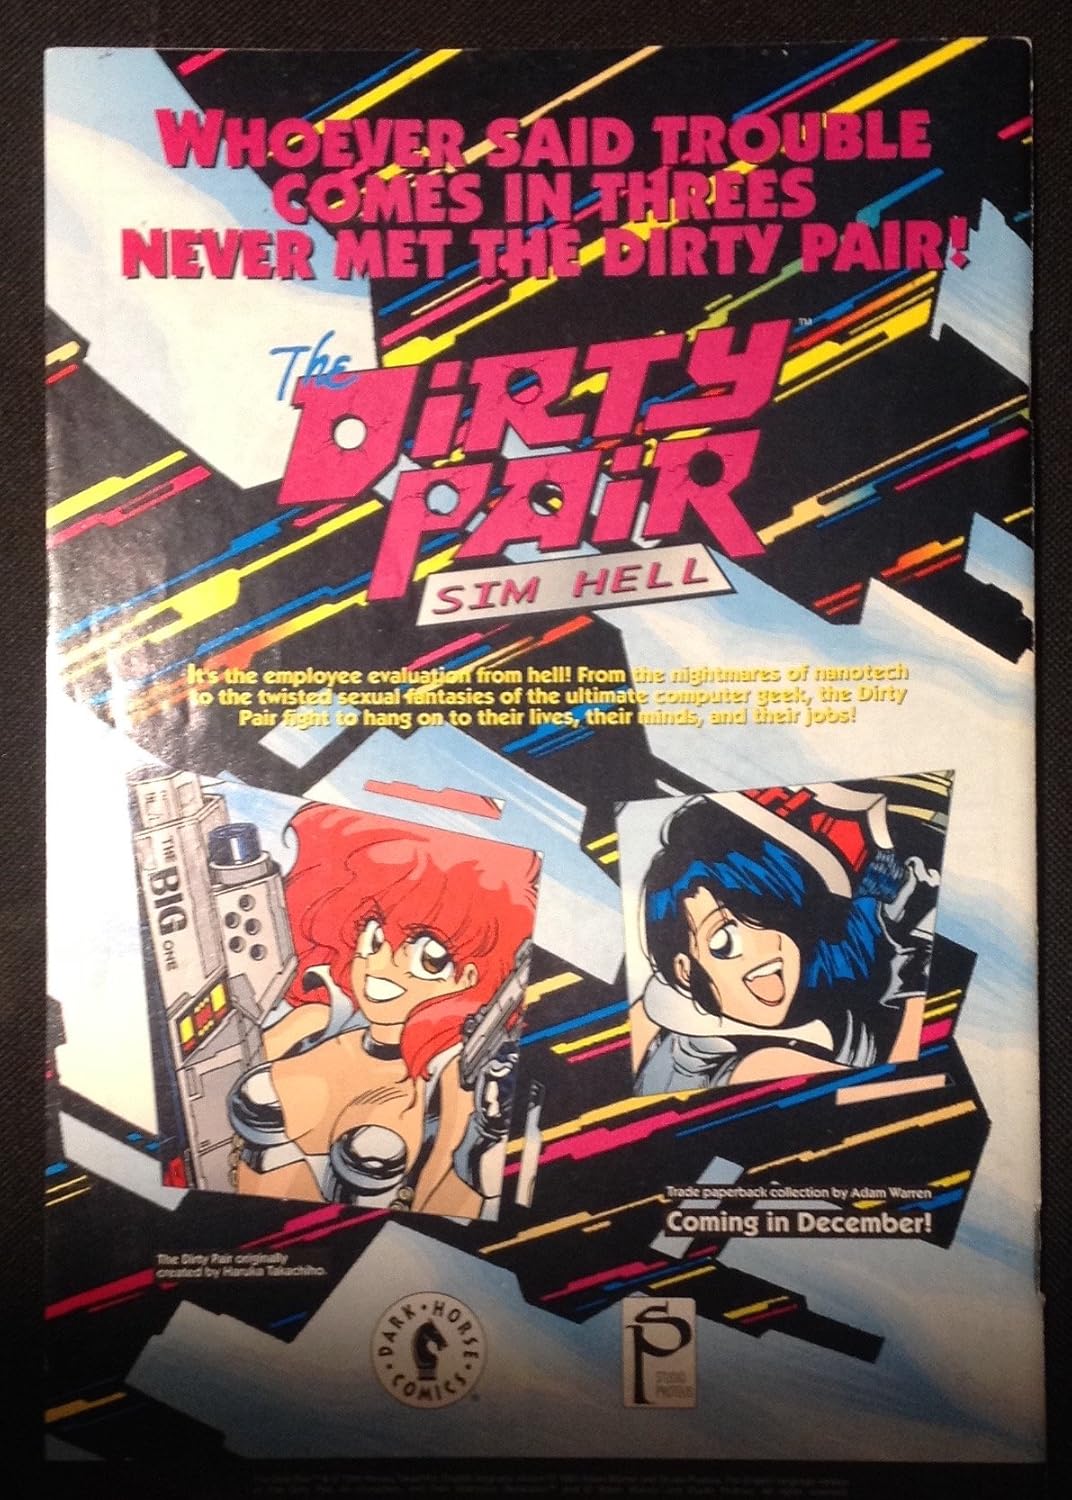 WHOEVER SAID TROUBLE
COMES IN THREES
NEVER MET THE DIRTY PAIR!
The
DIRTY
™
PAIR
SIM HELL
It's the employee evaluation from hell! From the nightmares of nanotech
to the twisted sexual fantasies of the ultimate computer geek, the Dirty
Pair fight to hang on to their lives, their minds, and their jobs!
THE BIG ONE
Trade paperback collection by Adam Warren
Coming in December!
The Dirty Pair originally
created by Haruka Takachiho.
DARK HORSE COMICS
®
SP
STUDIO
PROTEUS